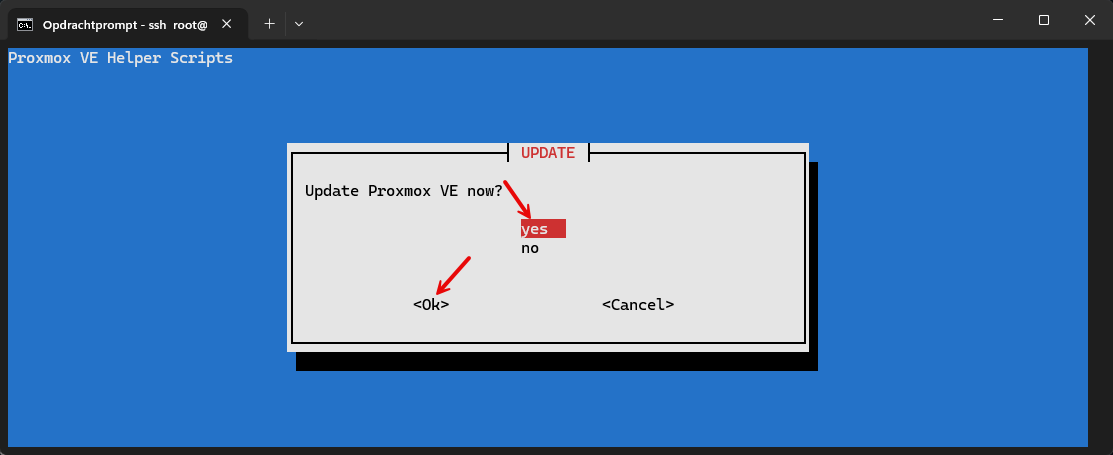 Opdrachtprompt - ssh root@
Proxmox VE Helper Scripts
UPDATE
Update Proxmox VE now?
yes
no
<Ok> <Cancel>